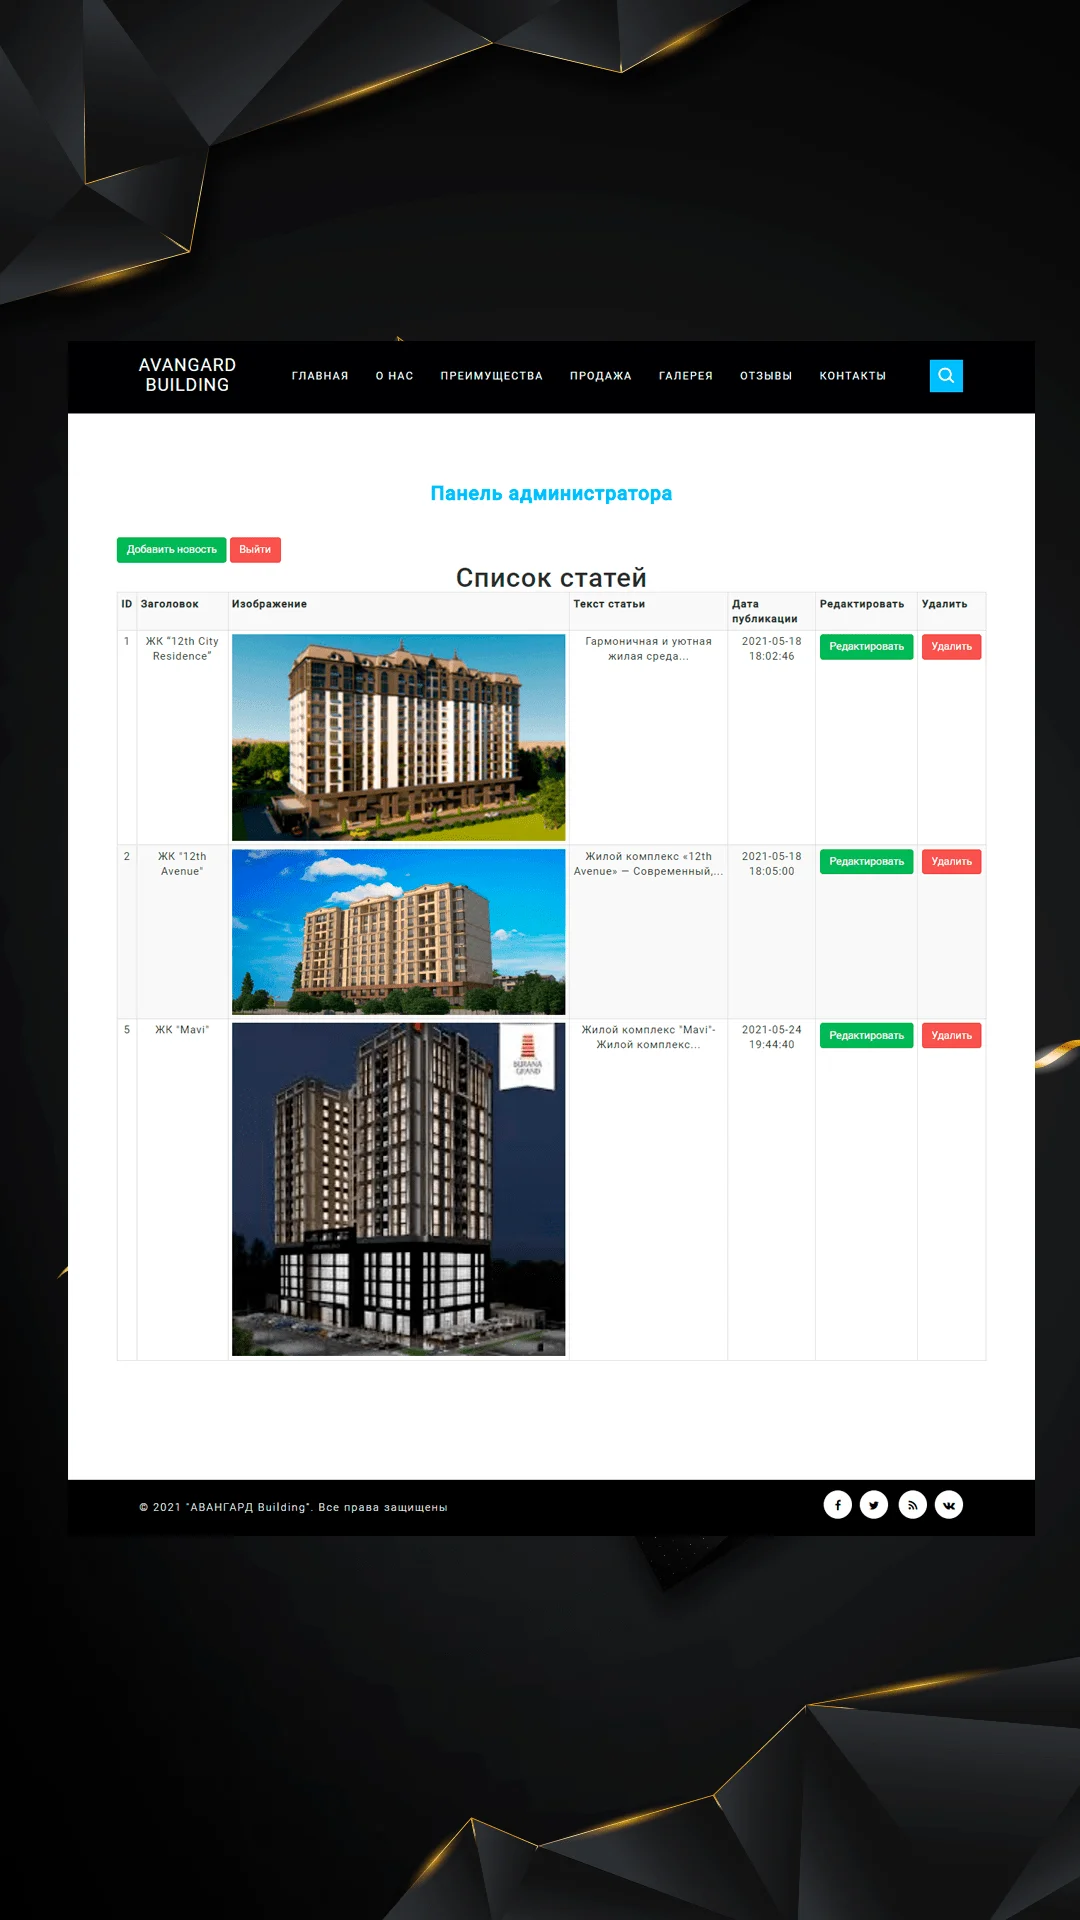 AVANGARD
BUILDING
ГЛАВНАЯ О НАС ПРЕИМУЩЕСТВА ПРОДАЖА ГАЛЕРЕЯ ОТЗЫВЫ КОНТАКТЫ
Панель администратора
Добавить новость Выйти
Список статей
ID Заголовок Изображение Текст статьи Дата публикации Редактировать Удалить
1 ЖК “12th City Residence” Гармоничная и уютная жилая среда... 2021-05-18 18:02:46 Редактировать Удалить
2 ЖК "12th Avenue" Жилой комплекс «12th Avenue» — Современный,... 2021-05-18 18:05:00 Редактировать Удалить
5 ЖК "Mavi" Жилой комплекс "Mavi"- Жилой комплекс... 2021-05-24 19:44:40 Редактировать Удалить
BURANA
GRAND
© 2021 "АВАНГАРД Building". Все права защищены